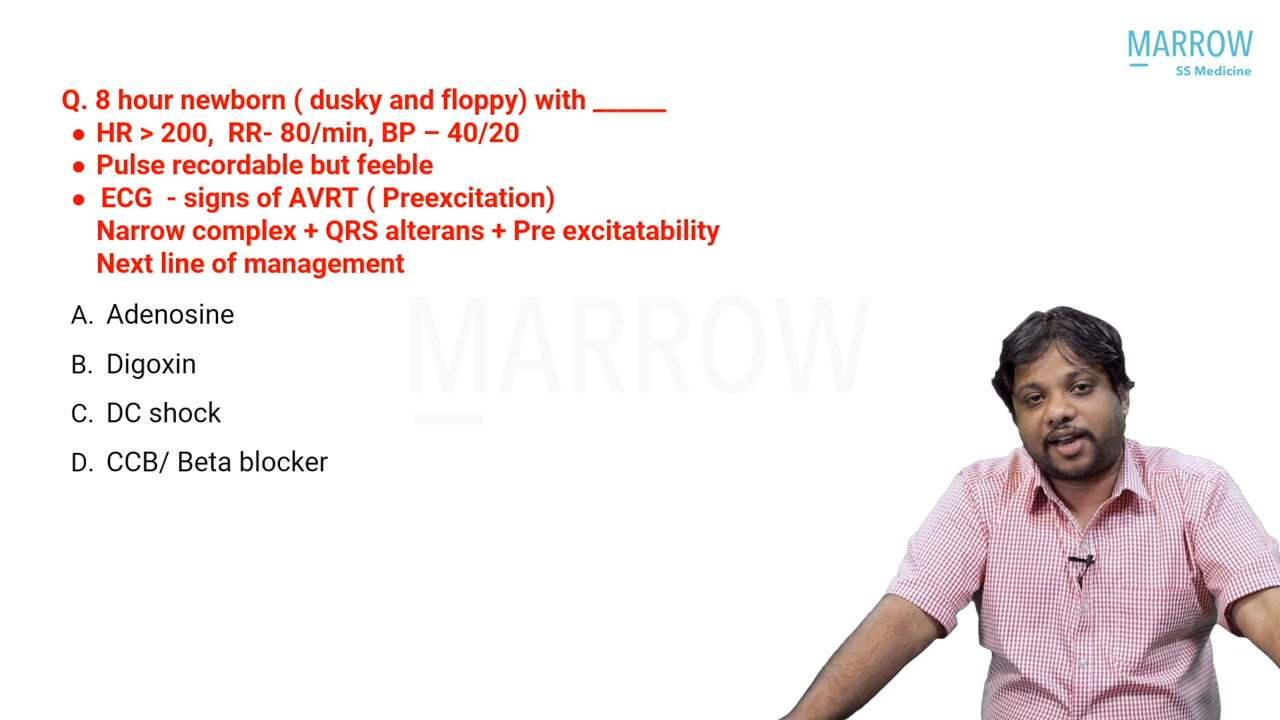 MARROW
SS Medicine
Q. 8 hour newborn ( dusky and floppy) with ______
• HR > 200, RR- 80/min, BP – 40/20
• Pulse recordable but feeble
• ECG - signs of AVRT ( Preexcitation)
Narrow complex + QRS alterans + Pre excitatability
Next line of management
A. Adenosine
B. Digoxin
C. DC shock
D. CCB/ Beta blocker
MARROW